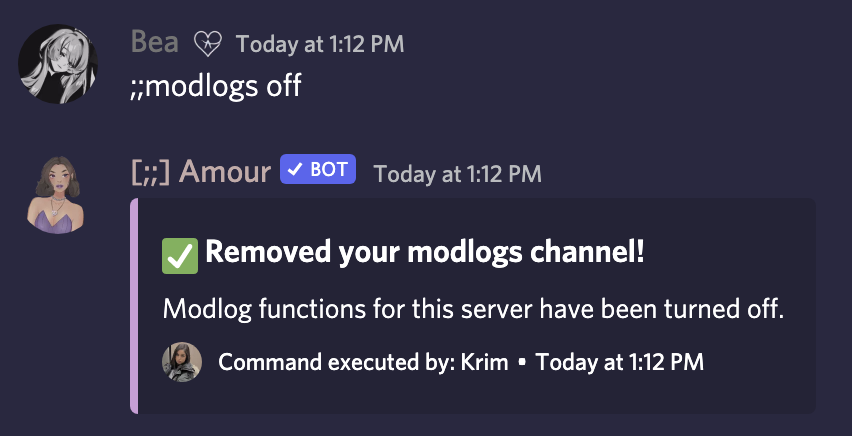 Bea Today at 1:12 PM
;;modlogs off
[;;] Amour ✓ BOT Today at 1:12 PM
✅ Removed your modlogs channel!
Modlog functions for this server have been turned off.
Command executed by: Krim • Today at 1:12 PM